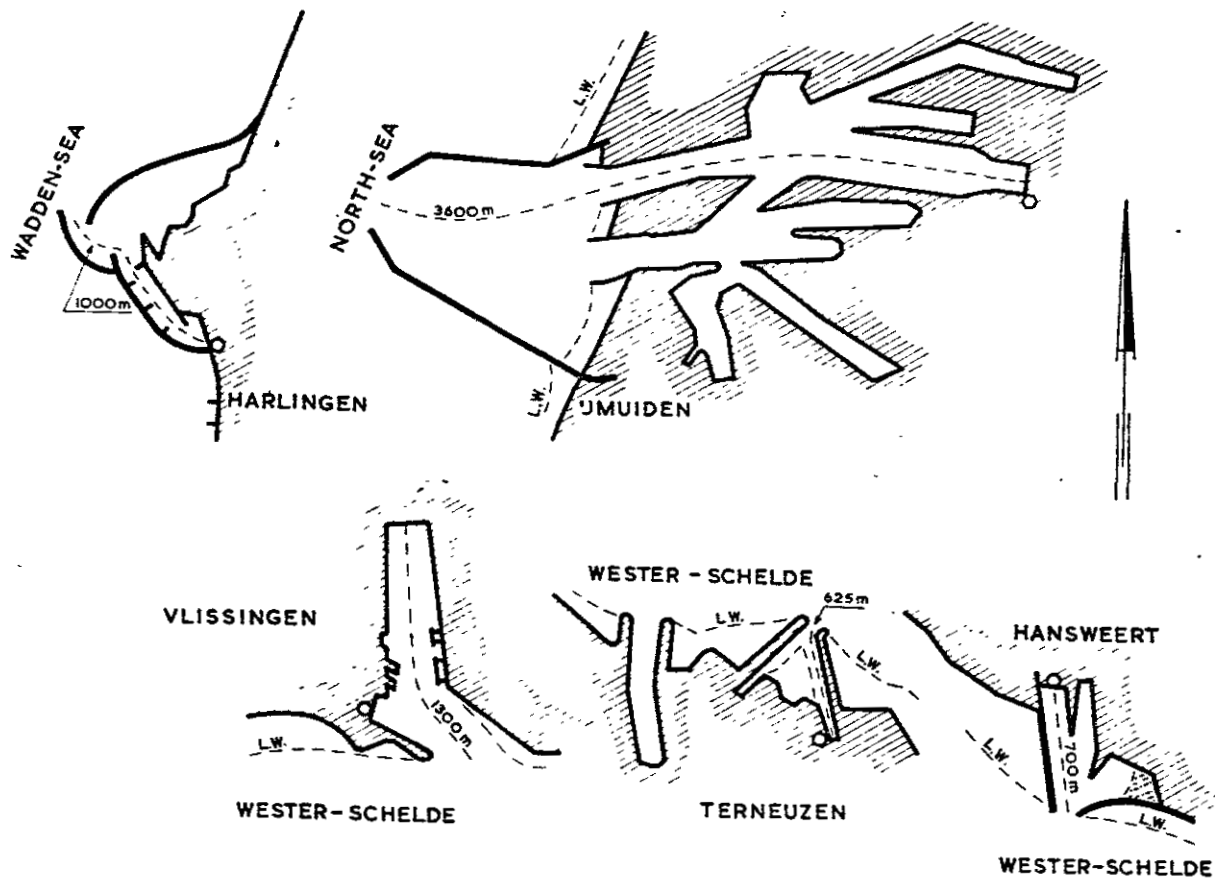 WADDEN-SEA
1000m
HARLINGEN
NORTH-SEA
L.W.
3600m
L.W.
IJMUIDEN
VLISSINGEN
L.W.
1300m
WESTER-SCHELDE
WESTER-SCHELDE
L.W.
625m
L.W.
TERNEUZEN
HANSWEERT
L.W.
700m
L.W.
WESTER-SCHELDE